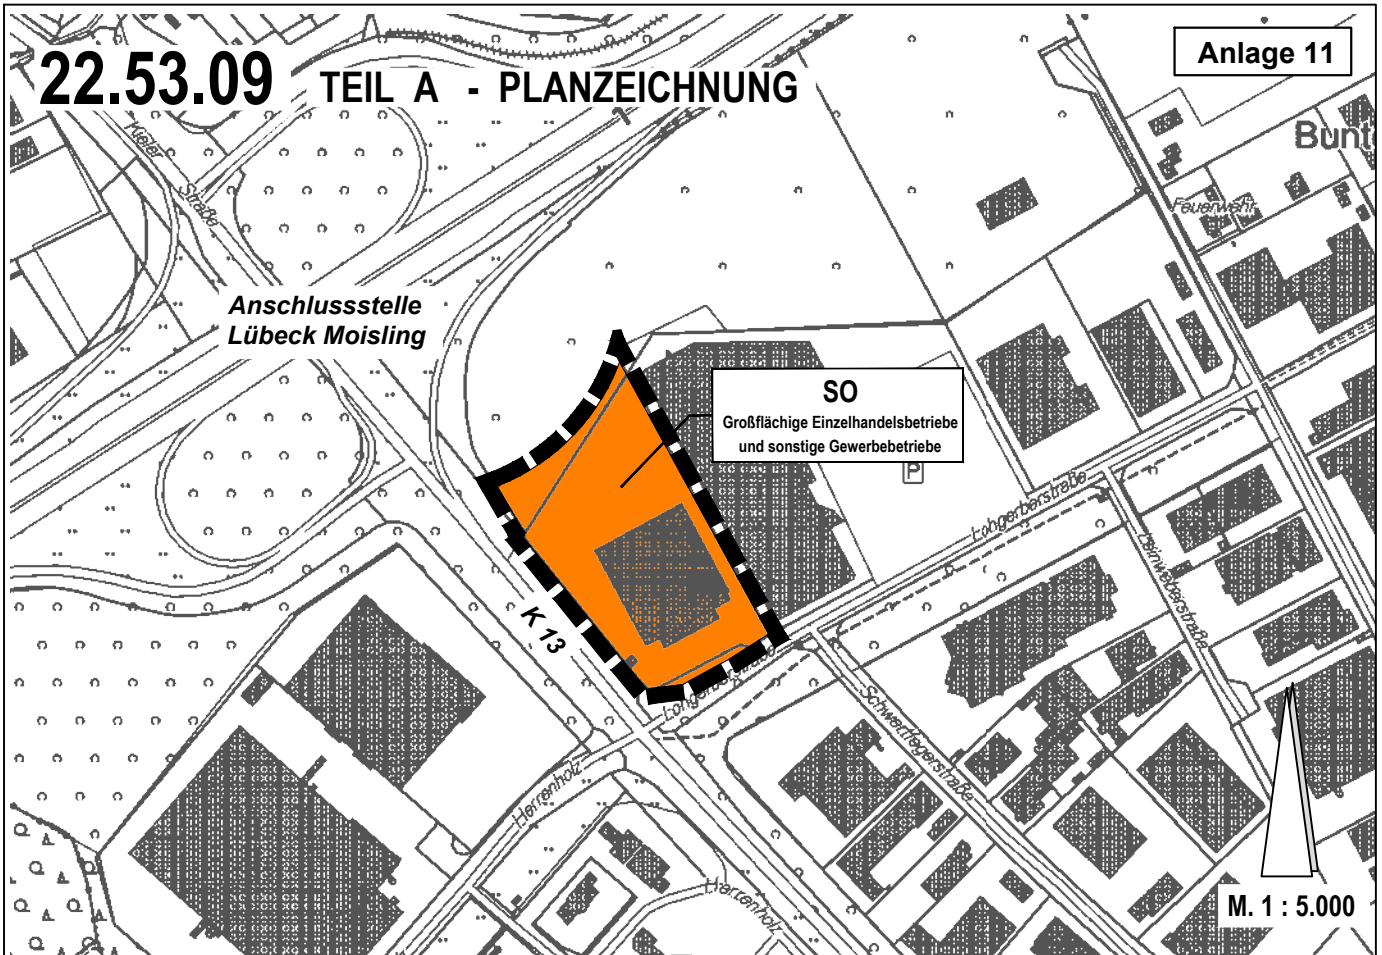 22.53.09 TEIL A - PLANZEICHNUNG
Anlage 11
Kieler
Straße
Bunt
Feuerwehr
Anschlussstelle
Lübeck Moisling
SO
Großflächige Einzelhandelsbetriebe
und sonstige Gewerbebetriebe
P
Lohgerberstraße
Leinweberstraße
K 13
Lohgerberstraße
Schwertfegerstraße
Herrenholz
Herrenholz
M. 1 : 5.000